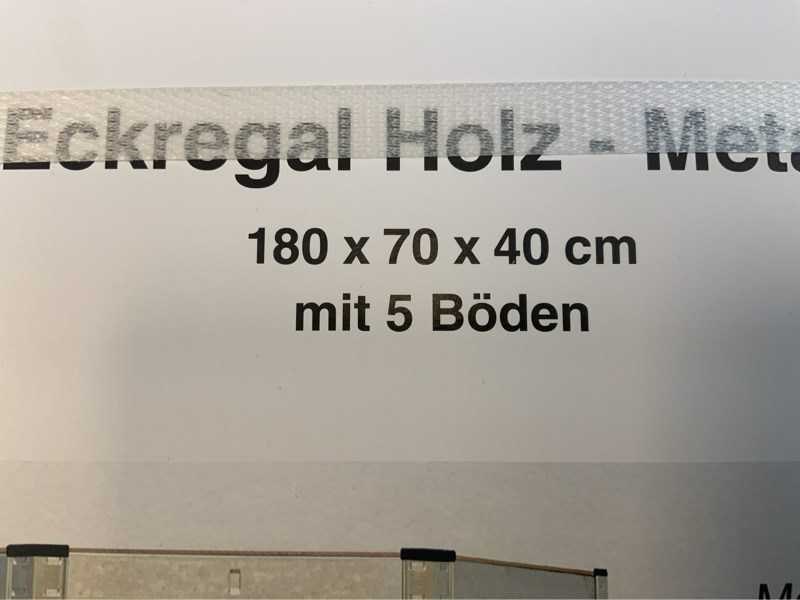 Eckregal Holz - Meta
180 x 70 x 40 cm
mit 5 Böden